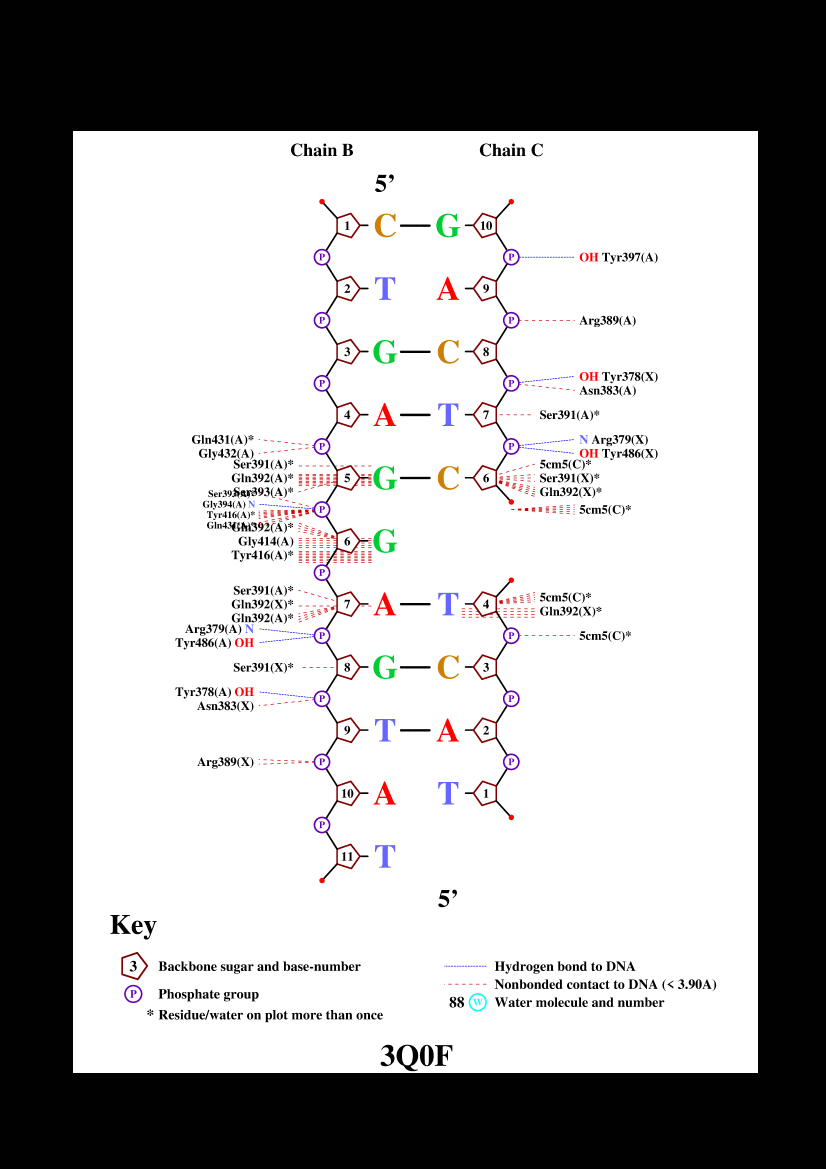 Chain B Chain C
5’
1 C G 10
P P OH Tyr397(A)
2 T A 9
P P Arg389(A)
3 G C 8
P P OH Tyr378(X)
Asn383(A)
4 A T 7 Ser391(A)*
Gln431(A)* P P N Arg379(X)
Gly432(A) OH Tyr486(X)
Ser391(A)* 5cm5(C)*
Gln392(A)* 5 G C 6 Ser391(X)*
Ser393(A)* Gln392(X)*
Gly394(A) N P 5cm5(C)*
Tyr416(A)*
Gln392(A)*
Gly414(A) 6 G
Tyr416(A)*
P
Ser391(A)* 5cm5(C)*
Gln392(X)* 7 A T 4 Gln392(X)*
Gln392(A)*
Arg379(A) N P P 5cm5(C)*
Tyr486(A) OH
Ser391(X)* 8 G C 3
Tyr378(A) OH P P
Asn383(X)
9 T A 2
Arg389(X) P P
10 A T 1
P
11 T
5’
Key
3 Backbone sugar and base-number
P Phosphate group
* Residue/water on plot more than once
Hydrogen bond to DNA
Nonbonded contact to DNA (< 3.90A)
88 W Water molecule and number
3Q0F